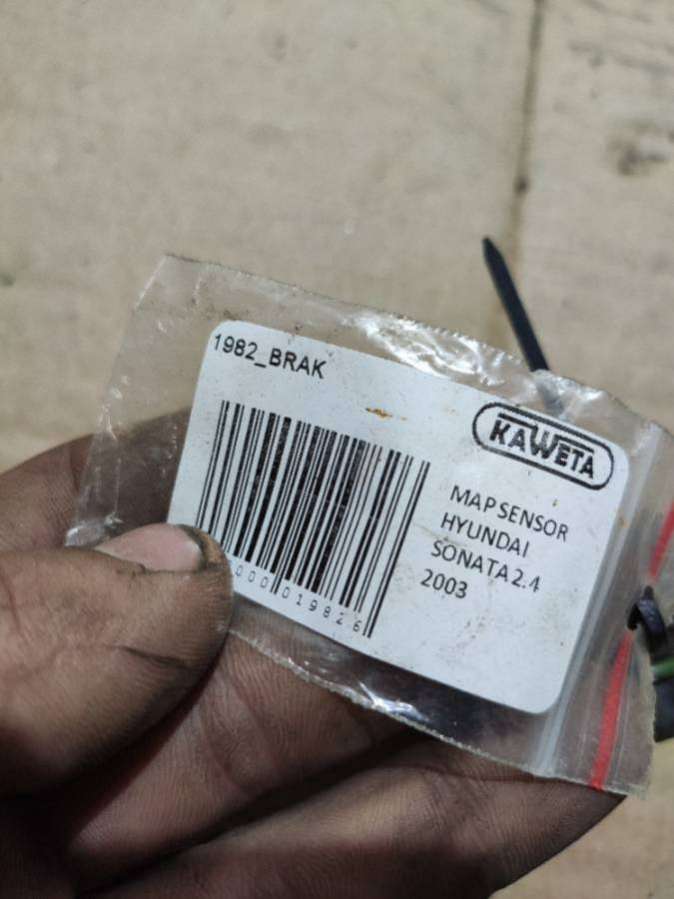 1982_BRAK
KAWETA
MAP SENSOR
HYUNDAI
SONATA 2.4
2003
000019826